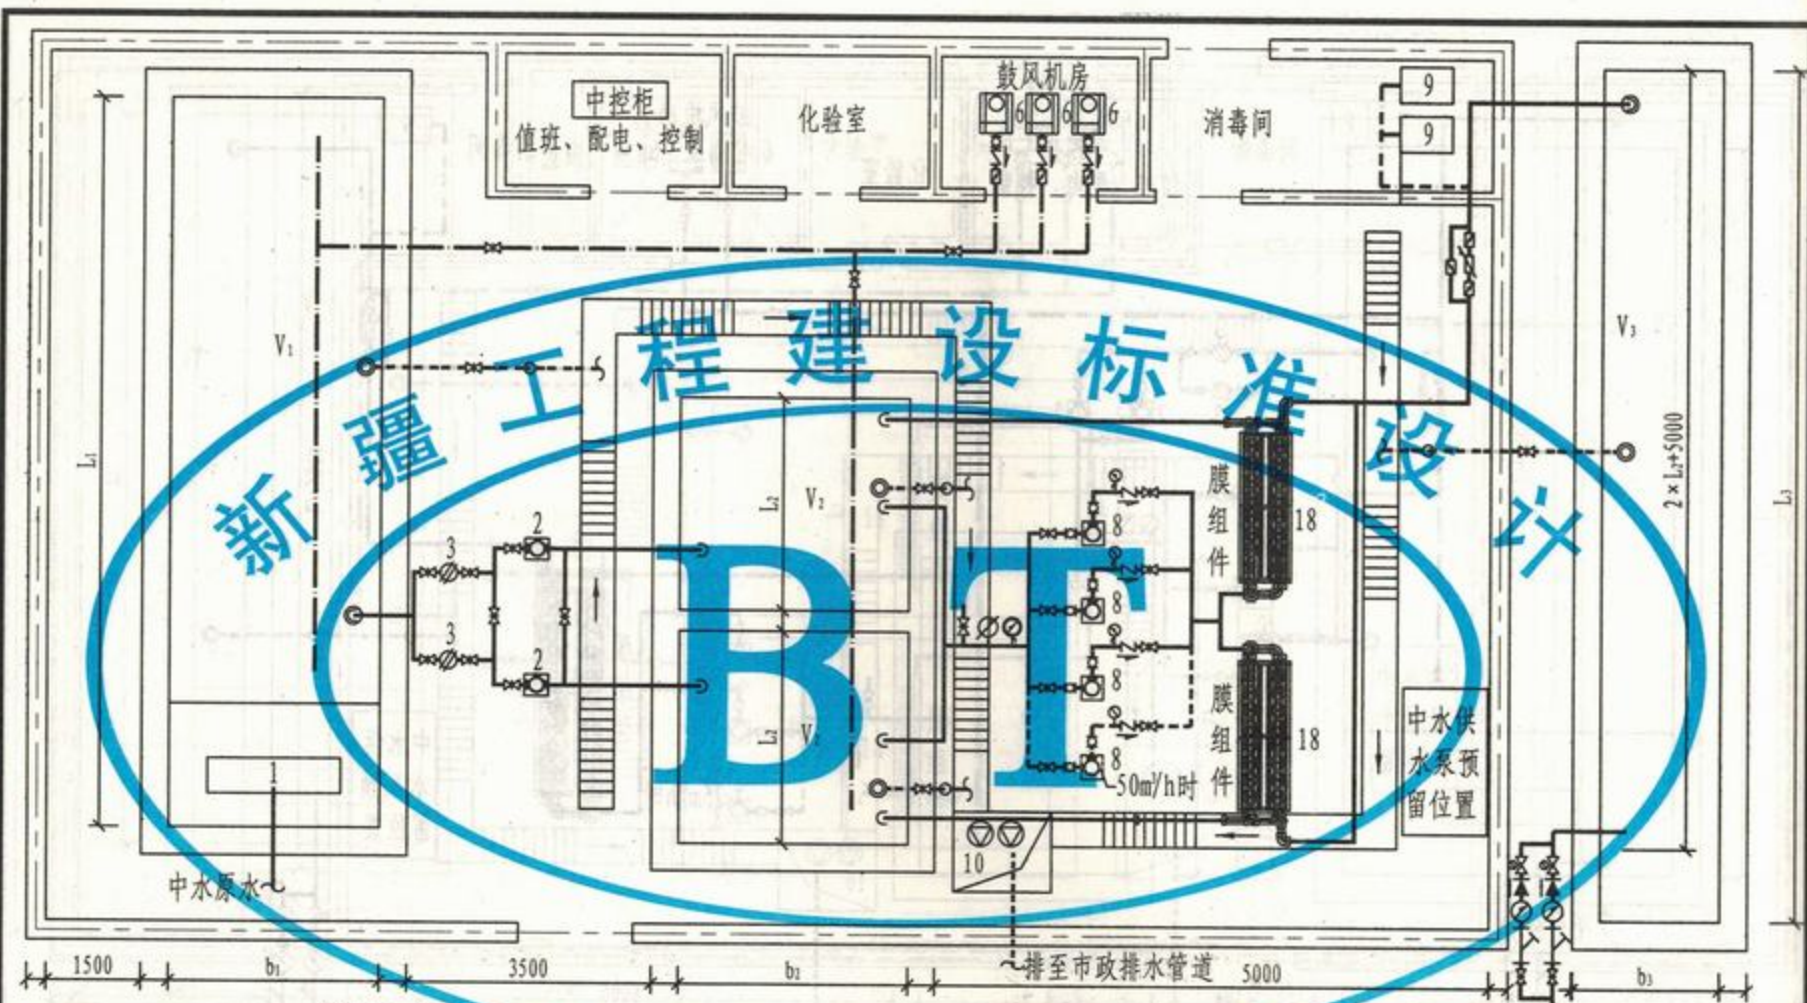 鼓风机房
中控柜
值班、配电、控制
化验室
消毒间
6
6
6
9
9
V₁
V₂
V₂
V₃
L₁
L₂
L₂
L₃
2×L₂+5000
新疆工程建设标准设计
BT
3
3
2
2
8
8
8
8
50m³/h时
膜组件
18
膜组件
18
中水供
水泵预
留位置
1
10
中水原水
排至市政排水管道
1500
b₁
3500
b₂
5000
b₃